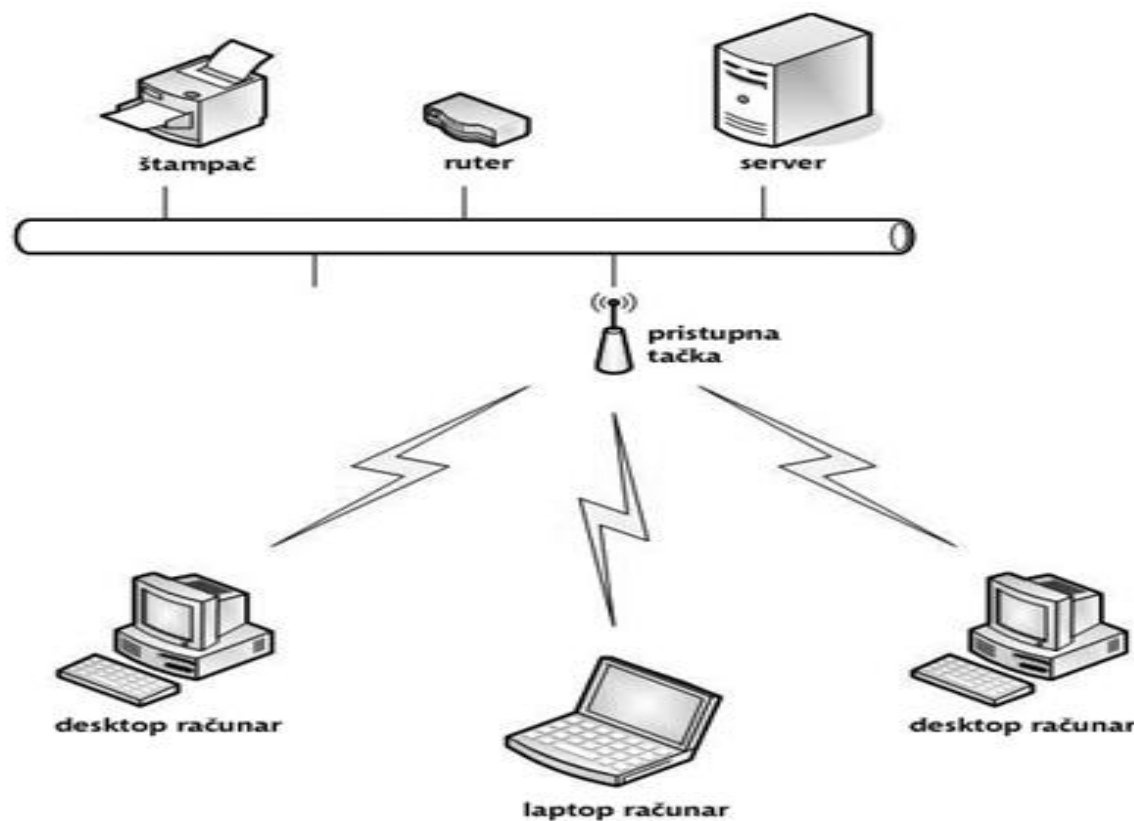 štampač
ruter
server
pristupna
tačka
desktop računar
laptop računar
desktop računar